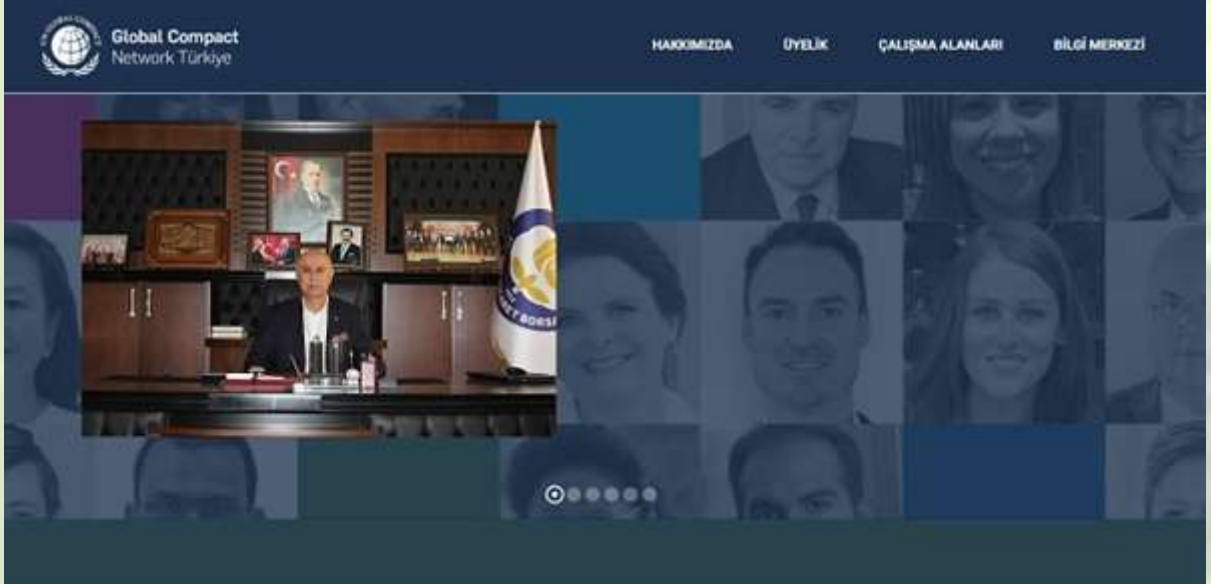 Global Compact
Network Türkiye
HAKKIMIZDA ÜYELİK ÇALIŞMA ALANLARI BİLGİ MERKEZİ